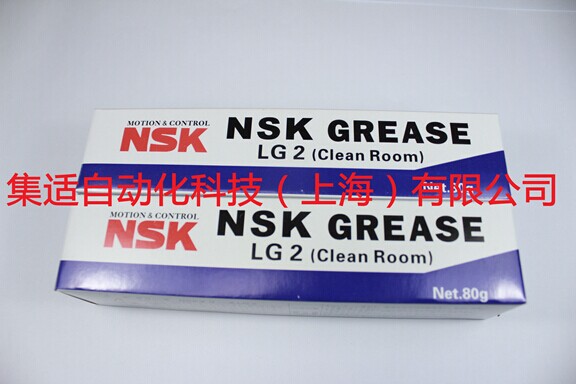 MOTION & CONTROL
NSK
NSK GREASE
LG 2 (Clean Room)
集适自动化科技（上海）有限公司
MOTION & CONTROL
NSK
NSK GREASE
LG 2 (Clean Room)
Net.80g